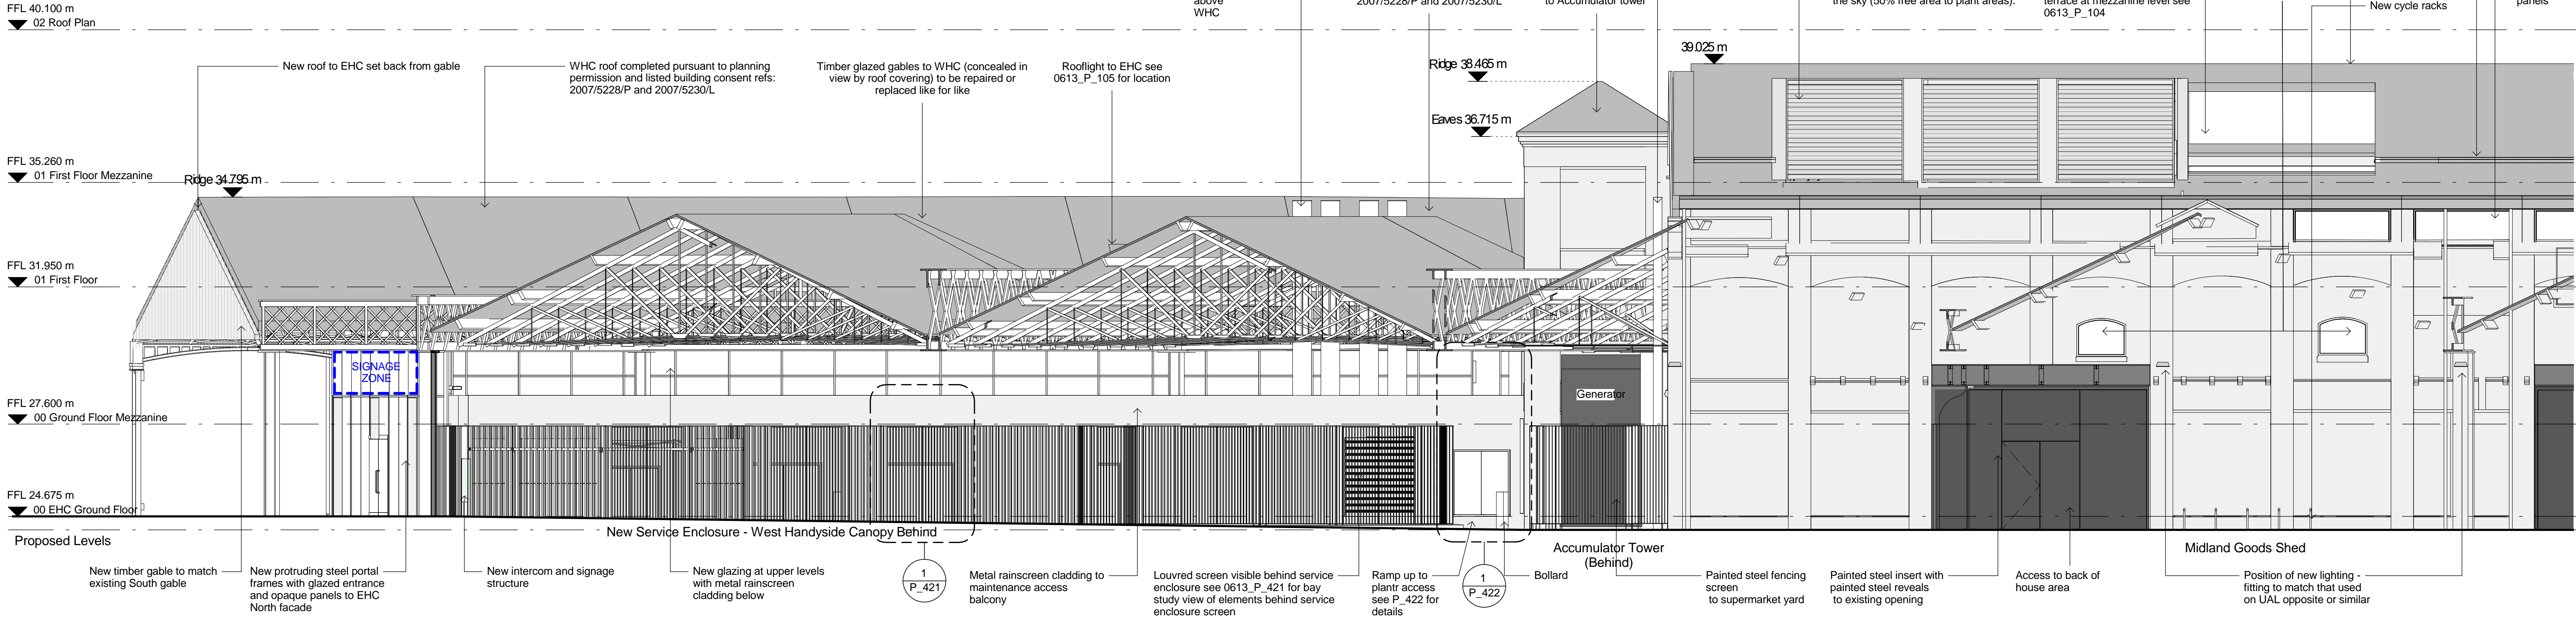 FFL 40.100 m
02 Roof Plan
above
WHC
2007/5228/P and 2007/5230/L
to Accumulator tower
the sky (50% free area to plant areas).
terrace at mezzanine level see
0613_P_104
New cycle racks
panels
New roof to EHC set back from gable
WHC roof completed pursuant to planning
permission and listed building consent refs:
2007/5228/P and 2007/5230/L
Timber glazed gables to WHC (concealed in
view by roof covering) to be repaired or
replaced like for like
Rooflight to EHC see
0613_P_105 for location
Ridge 38.465 m
39.025 m
Eaves 36.715 m
FFL 35.260 m
01 First Floor Mezzanine
Ridge 34.795 m
FFL 31.950 m
01 First Floor
SIGNAGE
ZONE
Generator
FFL 27.600 m
00 Ground Floor Mezzanine
FFL 24.675 m
00 EHC Ground Floor
Proposed Levels
New Service Enclosure - West Handyside Canopy Behind
Accumulator Tower
(Behind)
Midland Goods Shed
New timber gable to match
existing South gable
New protruding steel portal
frames with glazed entrance
and opaque panels to EHC
North facade
New intercom and signage
structure
New glazing at upper levels
with metal rainscreen
cladding below
1
P_421
Metal rainscreen cladding to
maintenance access
balcony
Louvred screen visible behind service
enclosure see 0613_P_421 for bay
study view of elements behind service
enclosure screen
Ramp up to
plantr access
see P_422 for
details
1
P_422
Bollard
Painted steel fencing
screen
to supermarket yard
Painted steel insert with
painted steel reveals
to existing opening
Access to back of
house area
Position of new lighting -
fitting to match that used
on UAL opposite or similar